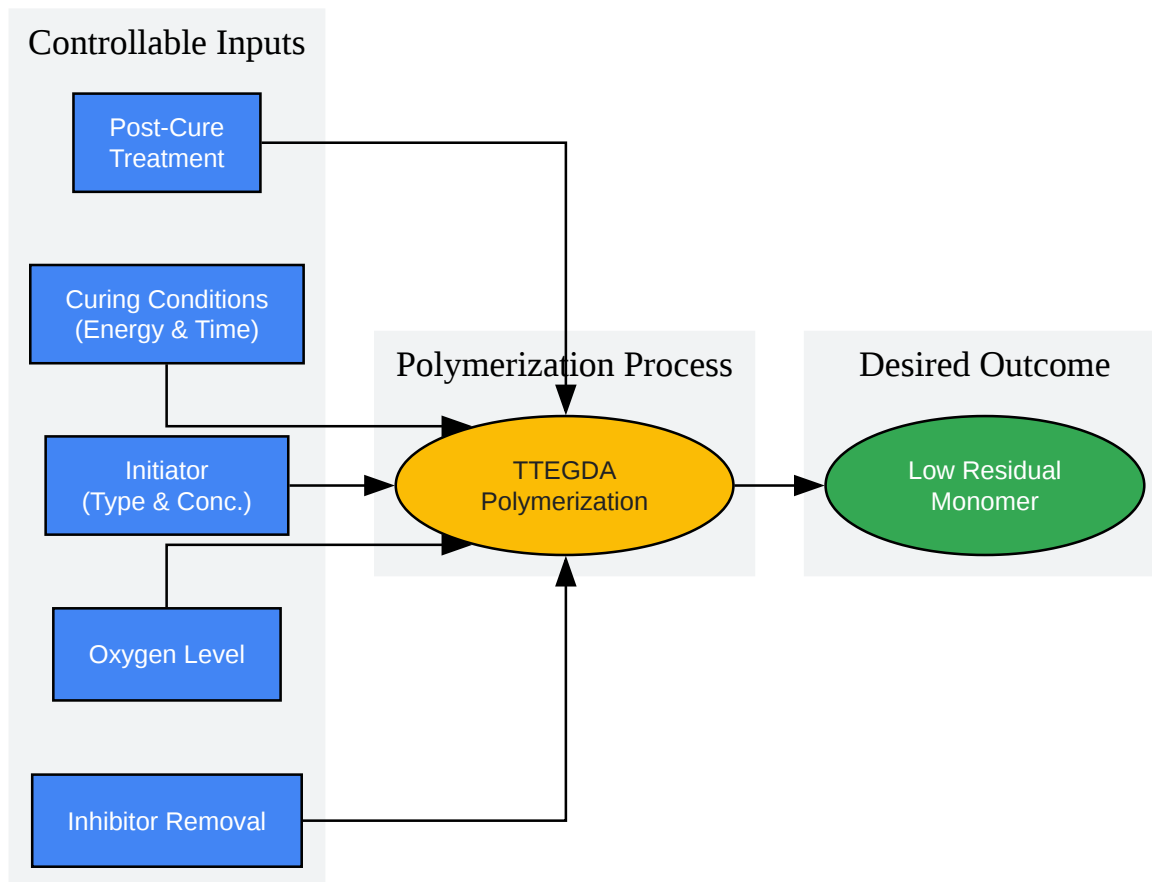 Controllable Inputs
Post-Cure
Treatment
Curing Conditions
(Energy & Time)
Initiator
(Type & Conc.)
Oxygen Level
Inhibitor Removal
Polymerization Process
TTEGDA
Polymerization
Desired Outcome
Low Residual
Monomer